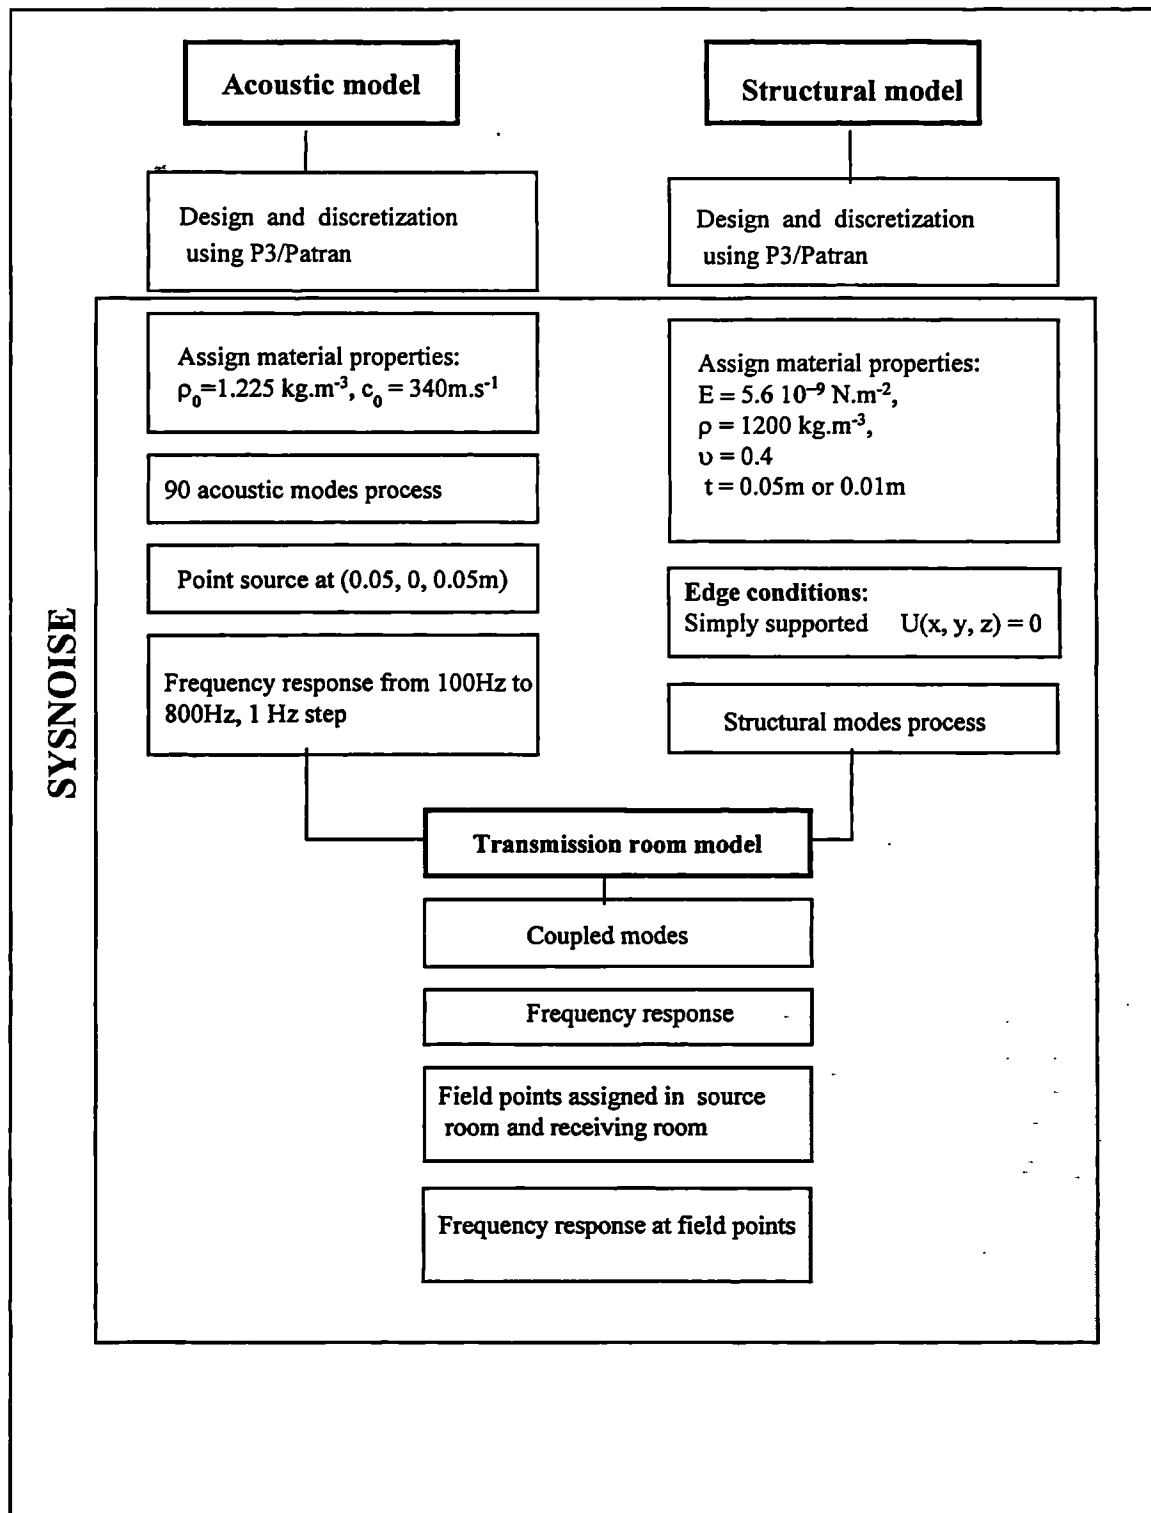 Acoustic model
Design and discretization
using P3/Patran
Structural model
Design and discretization
using P3/Patran
SYSNOISE
Assign material properties:
ρ₀=1.225 kg.m⁻³, c₀ = 340m.s⁻¹
90 acoustic modes process
Point source at (0.05, 0, 0.05m)
Frequency response from 100Hz to
800Hz, 1 Hz step
Assign material properties:
E = 5.6 10⁻⁹ N.m⁻²,
ρ = 1200 kg.m⁻³,
υ = 0.4
t = 0.05m or 0.01m
Edge conditions:
Simply supported U(x, y, z) = 0
Structural modes process
Transmission room model
Coupled modes
Frequency response
Field points assigned in source
room and receiving room
Frequency response at field points